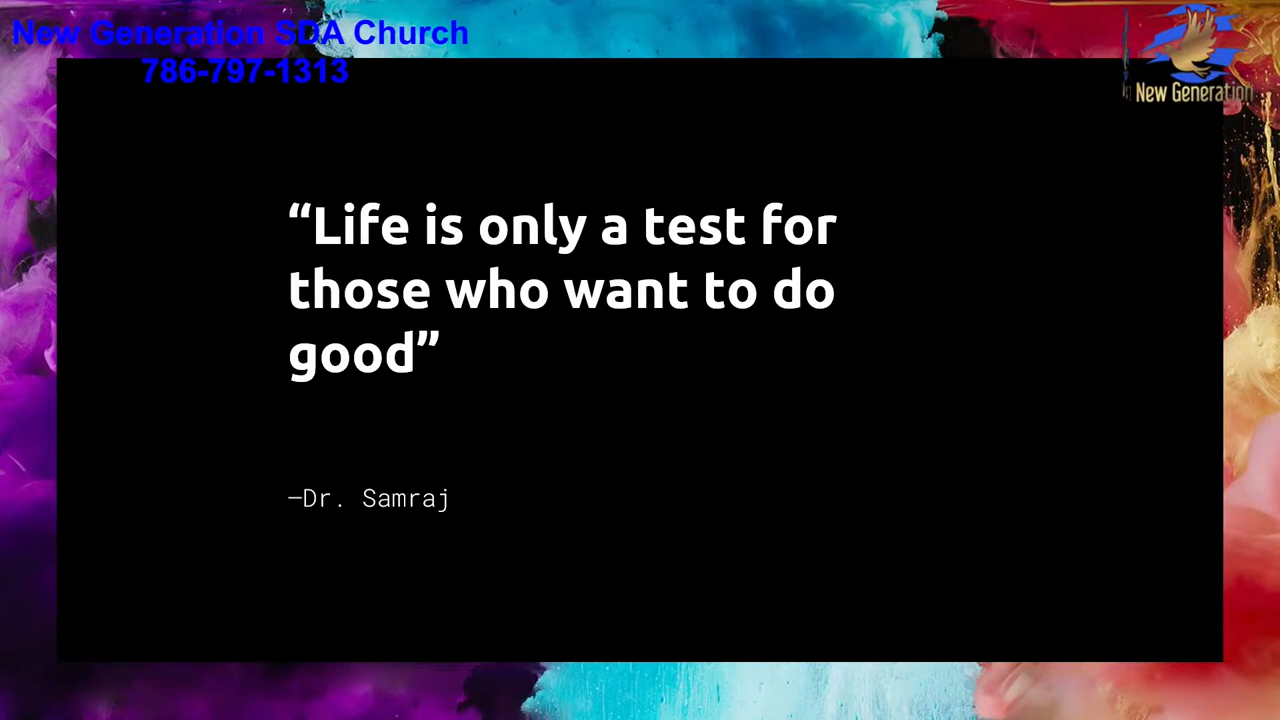 New Generation SDA Church
786-797-1313
New Generation
“Life is only a test for
those who want to do
good”
—Dr. Samraj